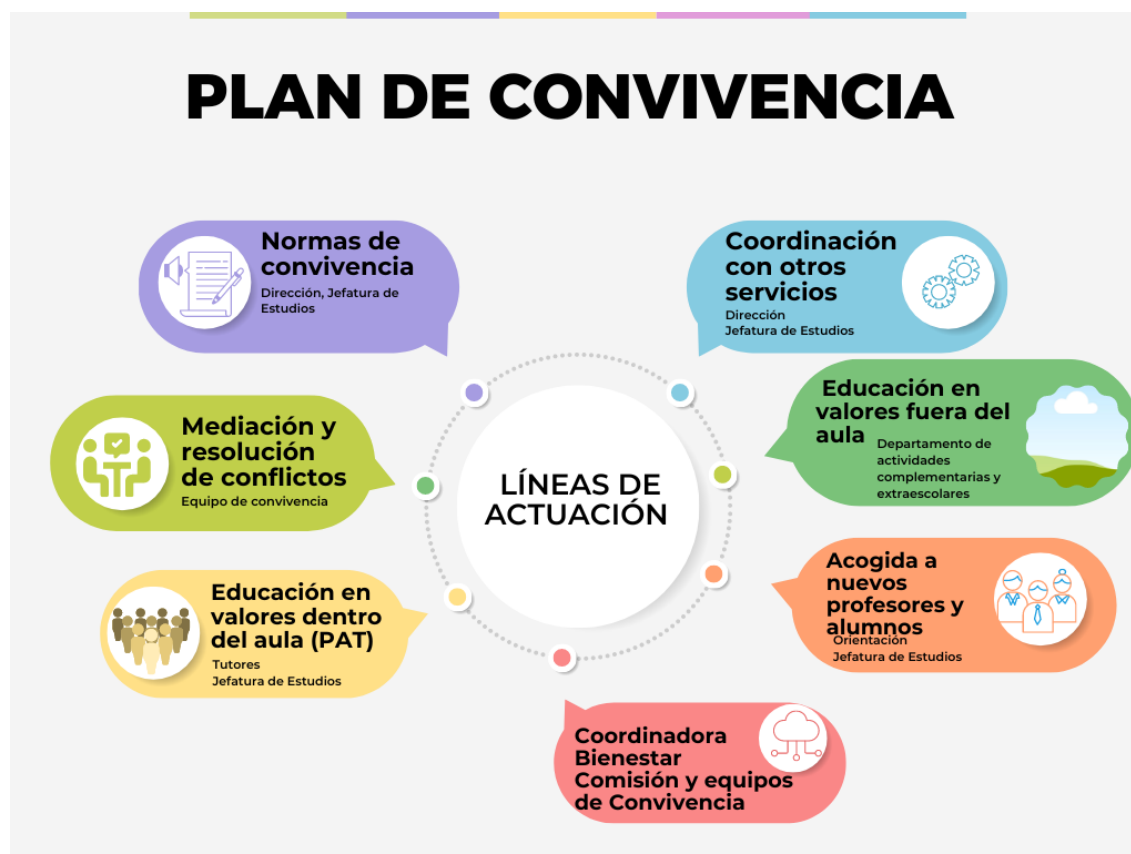 PLAN DE CONVIVENCIA
Normas de
convivencia
Dirección, Jefatura de
Estudios
Coordinación
con otros
servicios
Dirección
Jefatura de Estudios
Mediación y
resolución
de conflictos
Equipo de convivencia
Educación en
valores fuera del
aula
Departamento de
actividades
complementarias y
extraescolares
LÍNEAS DE
ACTUACIÓN
Educación en
valores dentro
del aula (PAT)
Tutores
Jefatura de Estudios
Acogida a
nuevos
profesores y
alumnos
Orientación
Jefatura de Estudios
Coordinadora
Bienestar
Comisión y equipos
de Convivencia